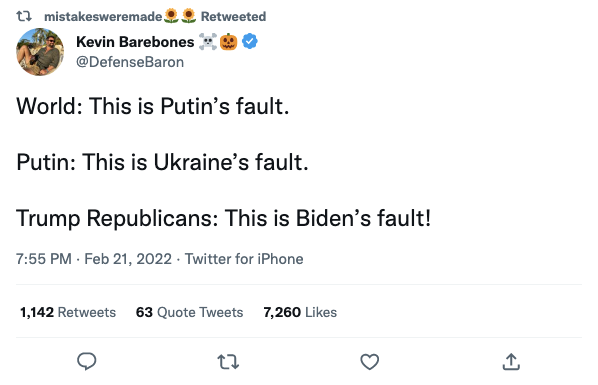 mistakesweremade🌻🌻 Retweeted
Kevin Barebones ☠️🎃
@DefenseBaron
World: This is Putin’s fault.
Putin: This is Ukraine’s fault.
Trump Republicans: This is Biden’s fault!
7:55 PM · Feb 21, 2022 · Twitter for iPhone
1,142 Retweets 63 Quote Tweets 7,260 Likes